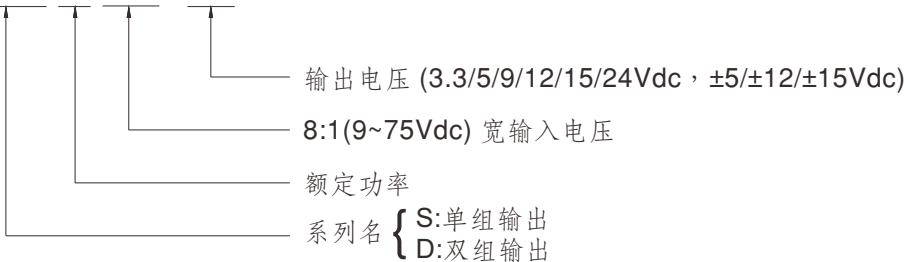 输出电压 (3.3/5/9/12/15/24Vdc，±5/±12/±15Vdc)
8:1(9~75Vdc) 宽输入电压
额定功率
系列名 { S:单组输出
D:双组输出